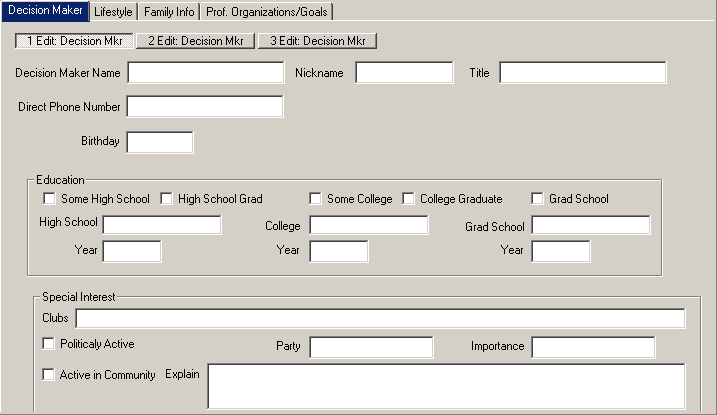 Decision Maker Lifestyle Family Info Prof. Organizations/Goals
1 Edit: Decision Mkr 2 Edit: Decision Mkr 3 Edit: Decision Mkr
Decision Maker Name Nickname Title
Direct Phone Number
Birthday
Education
Some High School High School Grad Some College College Graduate Grad School
High School College Grad School
Year Year Year
Special Interest
Clubs
Politicaly Active Party Importance
Active in Community Explain